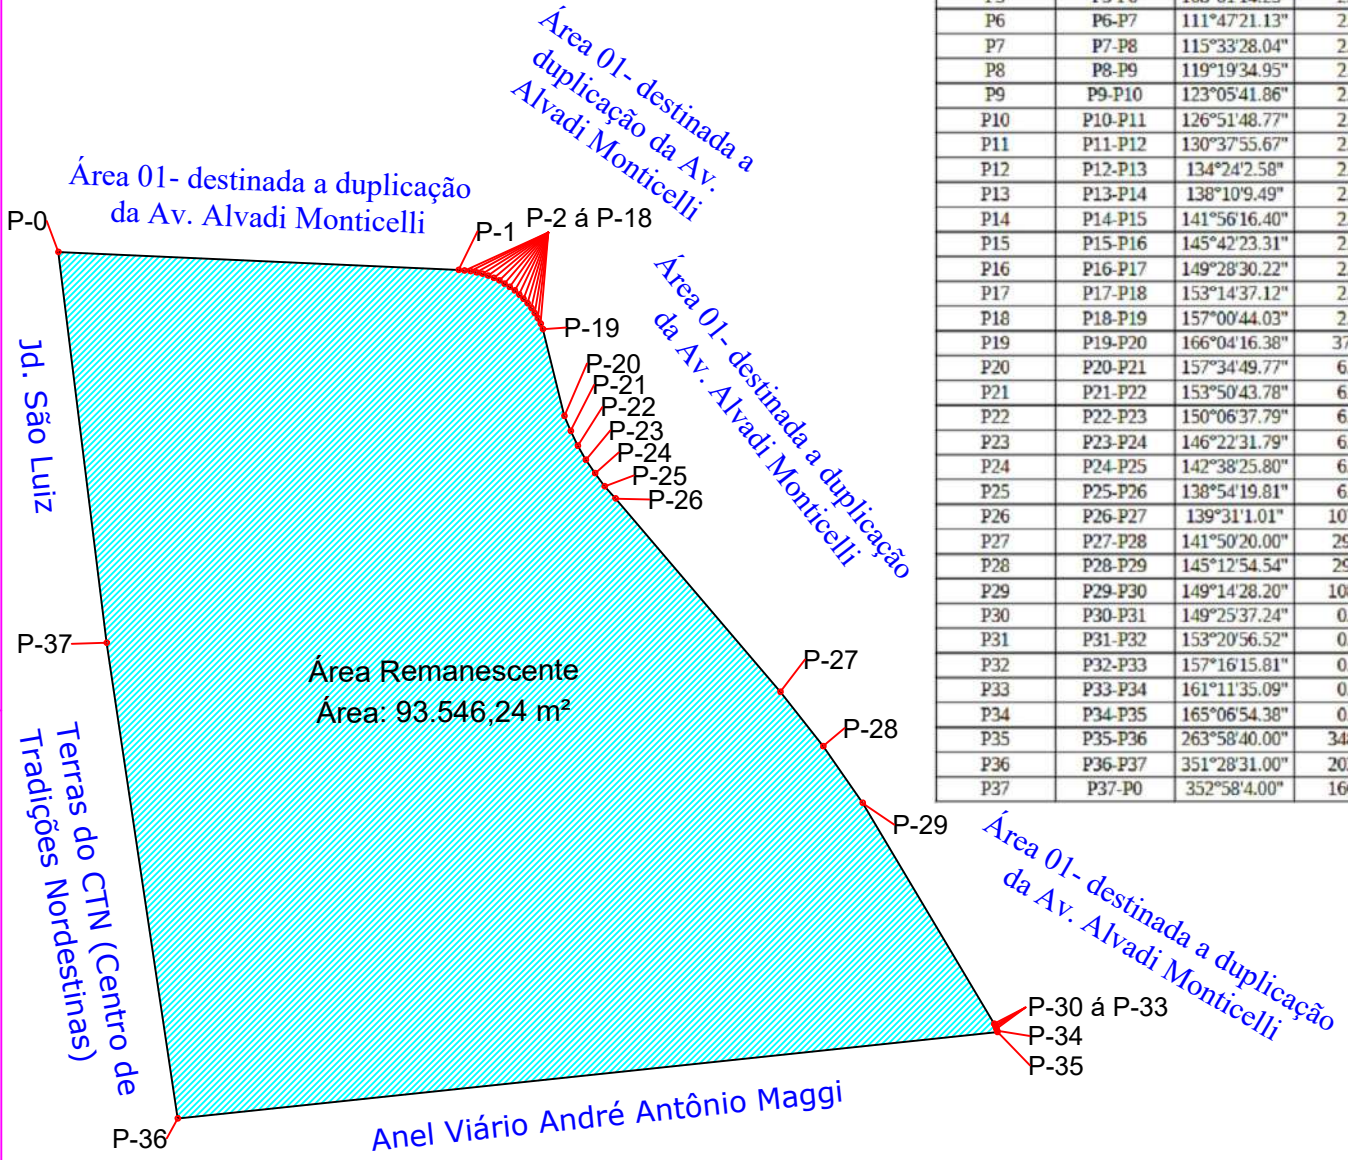 Área 01- destinada a
duplicação da Av.
Alvadi Monticelli
Área 01- destinada a duplicação
da Av. Alvadi Monticelli
P-0
P-1
P-2 á P-18
P-19
Área 01- destinada a duplicação
da Av. Alvadi Monticelli
P-20
P-21
P-22
P-23
P-24
P-25
P-26
Jd. São Luiz
P-37
Área Remanescente
Área: 93.546,24 m²
P-27
P-28
P-29
Terras do CTN (Centro de
Tradições Nordestinas)
Área 01- destinada a duplicação
da Av. Alvadi Monticelli
P-30 á P-33
P-34
P-35
P-36
Anel Viário André Antônio Maggi
P6 P6-P7 111°47'21.13"
P7 P7-P8 115°33'28.04"
P8 P8-P9 119°19'34.95"
P9 P9-P10 123°05'41.86"
P10 P10-P11 126°51'48.77"
P11 P11-P12 130°37'55.67"
P12 P12-P13 134°24'2.58"
P13 P13-P14 138°10'9.49"
P14 P14-P15 141°56'16.40"
P15 P15-P16 145°42'23.31"
P16 P16-P17 149°28'30.22"
P17 P17-P18 153°14'37.12"
P18 P18-P19 157°00'44.03"
P19 P19-P20 166°04'16.38"
P20 P20-P21 157°34'49.77"
P21 P21-P22 153°50'43.78"
P22 P22-P23 150°06'37.79"
P23 P23-P24 146°22'31.79"
P24 P24-P25 142°38'25.80"
P25 P25-P26 138°54'19.81"
P26 P26-P27 139°31'1.01"
P27 P27-P28 141°50'20.00"
P28 P28-P29 145°12'54.54"
P29 P29-P30 149°14'28.20"
P30 P30-P31 149°25'37.24"
P31 P31-P32 153°20'56.52"
P32 P32-P33 157°16'15.81"
P33 P33-P34 161°11'35.09"
P34 P34-P35 165°06'54.38"
P35 P35-P36 263°58'40.00"
P36 P36-P37 351°28'31.00"
P37 P37-P0 352°58'4.00"